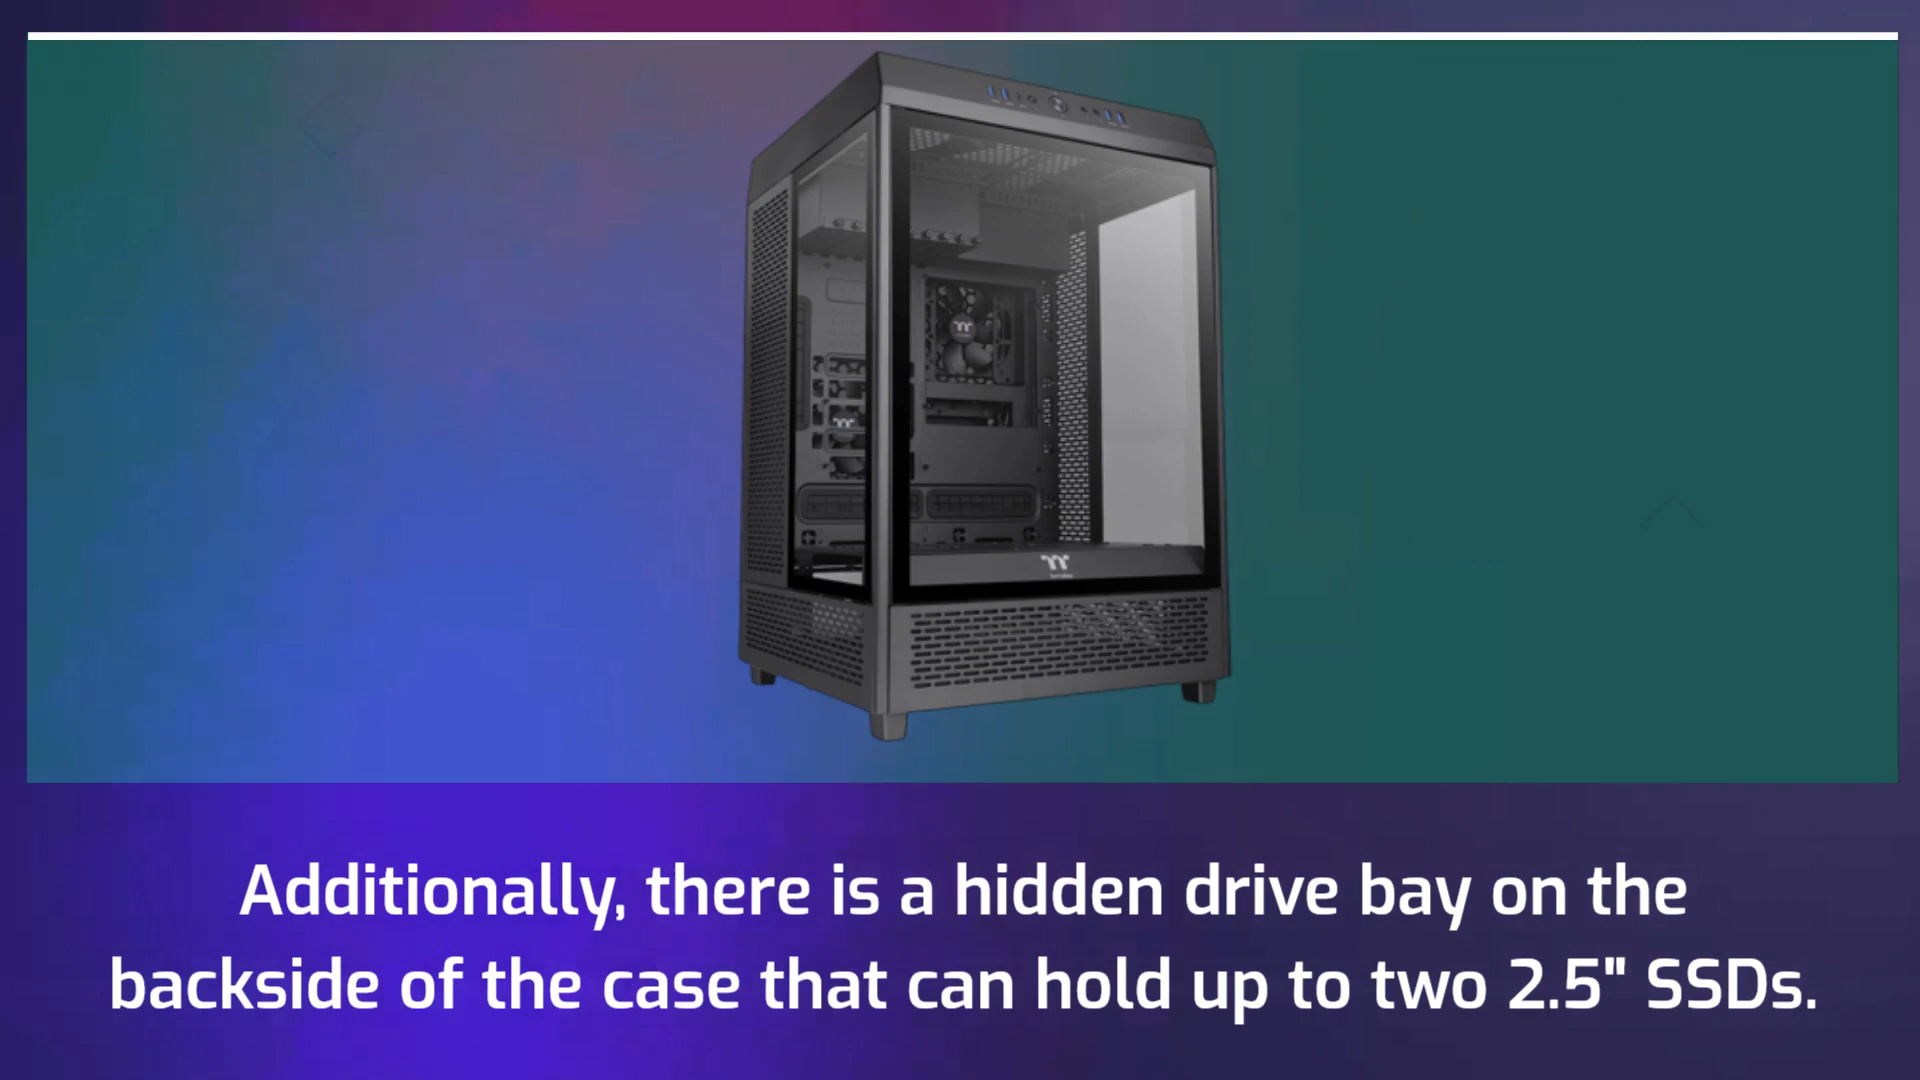 Additionally, there is a hidden drive bay on the
backside of the case that can hold up to two 2.5" SSDs.